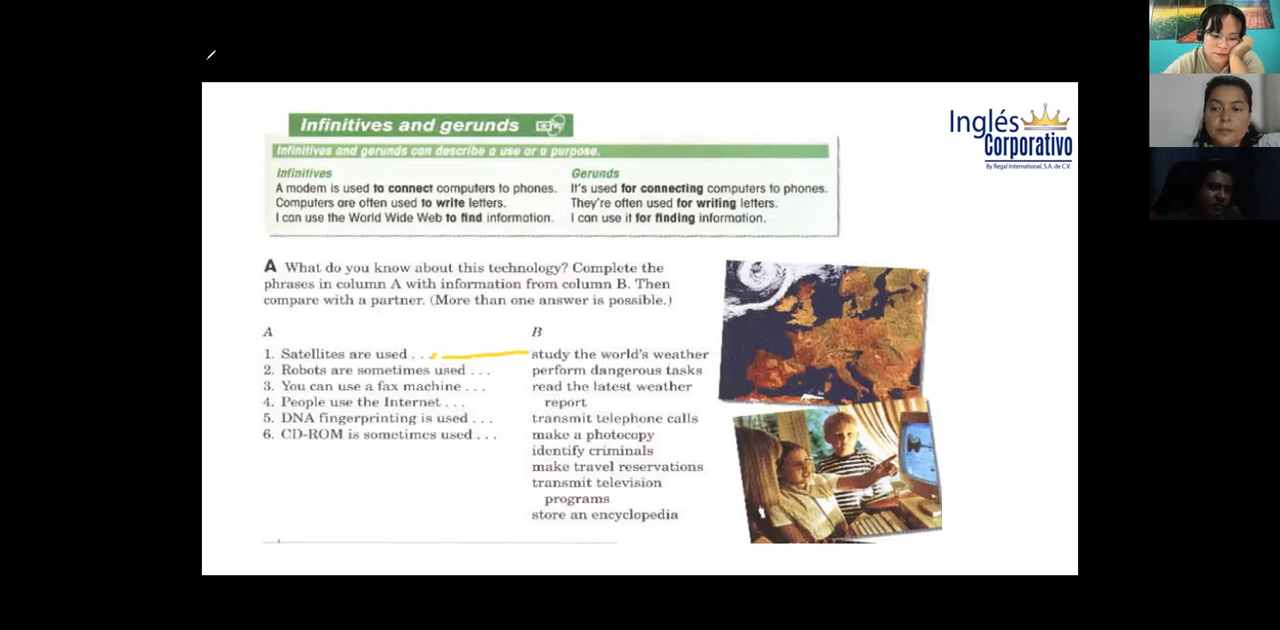 Infinitives and gerunds
Inglés
Corporativo
By Regal International, S.A. de C.V.
Infinitives and gerunds can describe a use or a purpose.
Infinitives
A modem is used to connect computers to phones.
Computers are often used to write letters.
I can use the World Wide Web to find information.
Gerunds
It's used for connecting computers to phones.
They're often used for writing letters.
I can use it for finding information.
A What do you know about this technology? Complete the
phrases in column A with information from column B. Then
compare with a partner. (More than one answer is possible.)
A
1. Satellites are used . . .
2. Robots are sometimes used . . .
3. You can use a fax machine . . .
4. People use the Internet . . .
5. DNA fingerprinting is used . . .
6. CD-ROM is sometimes used . . .
B
study the world's weather
perform dangerous tasks
read the latest weather
report
transmit telephone calls
make a photocopy
identify criminals
make travel reservations
transmit television
programs
store an encyclopedia